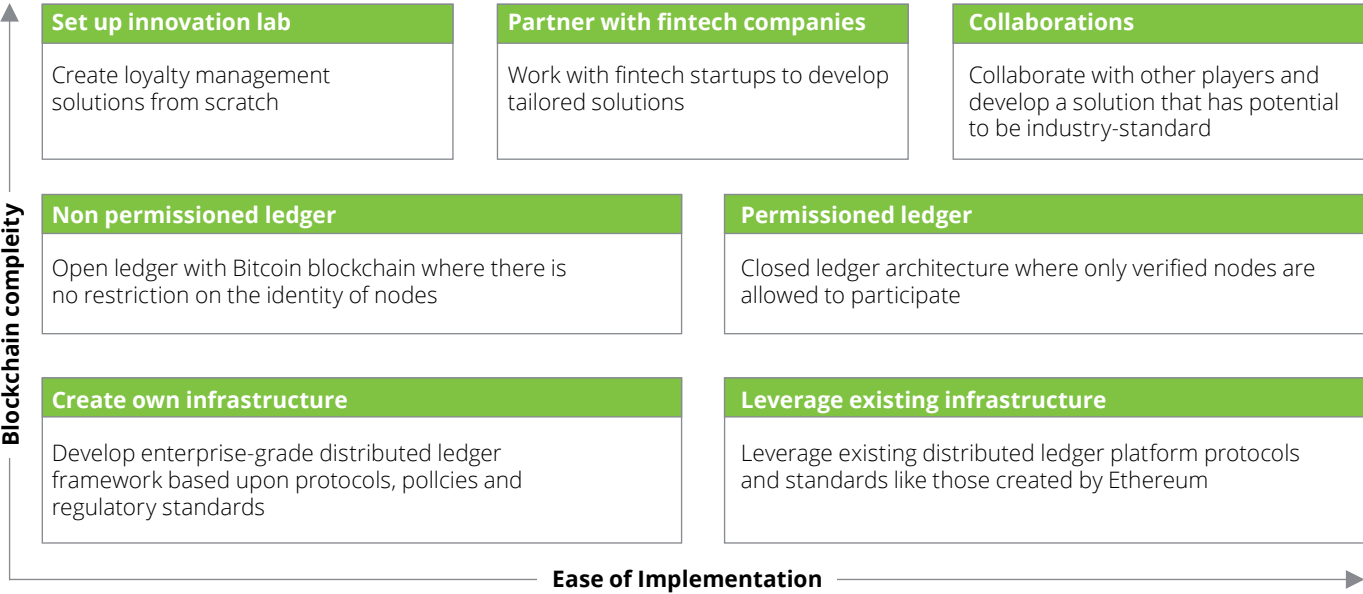 Set up innovation lab
Create loyalty management
solutions from scratch
Partner with fintech companies
Work with fintech startups to develop
tailored solutions
Collaborations
Collaborate with other players and
develop a solution that has potential
to be industry-standard
Non permissioned ledger
Open ledger with Bitcoin blockchain where there is
no restriction on the identity of nodes
Permissioned ledger
Closed ledger architecture where only verified nodes are
allowed to participate
Create own infrastructure
Develop enterprise-grade distributed ledger
framework based upon protocols, pollcies and
regulatory standards
Leverage existing infrastructure
Leverage existing distributed ledger platform protocols
and standards like those created by Ethereum
Blockchain compleity
Ease of Implementation